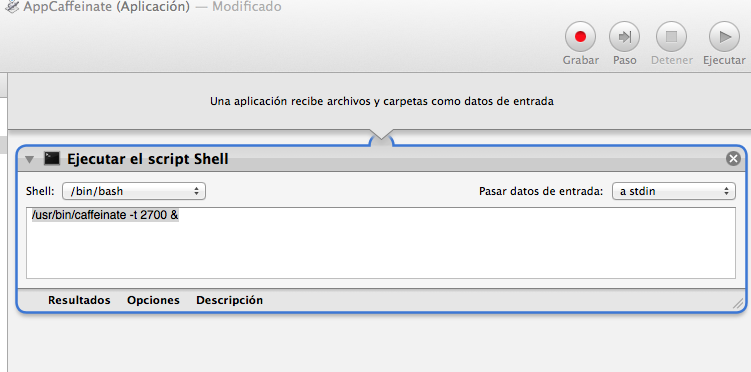 AppCaffeinate (Aplicación) — Modificado
Grabar Paso Detener Ejecutar
Una aplicación recibe archivos y carpetas como datos de entrada
Ejecutar el script Shell
Shell: /bin/bash Pasar datos de entrada: a stdin
/usr/bin/caffeinate -t 2700 &
Resultados Opciones Descripción